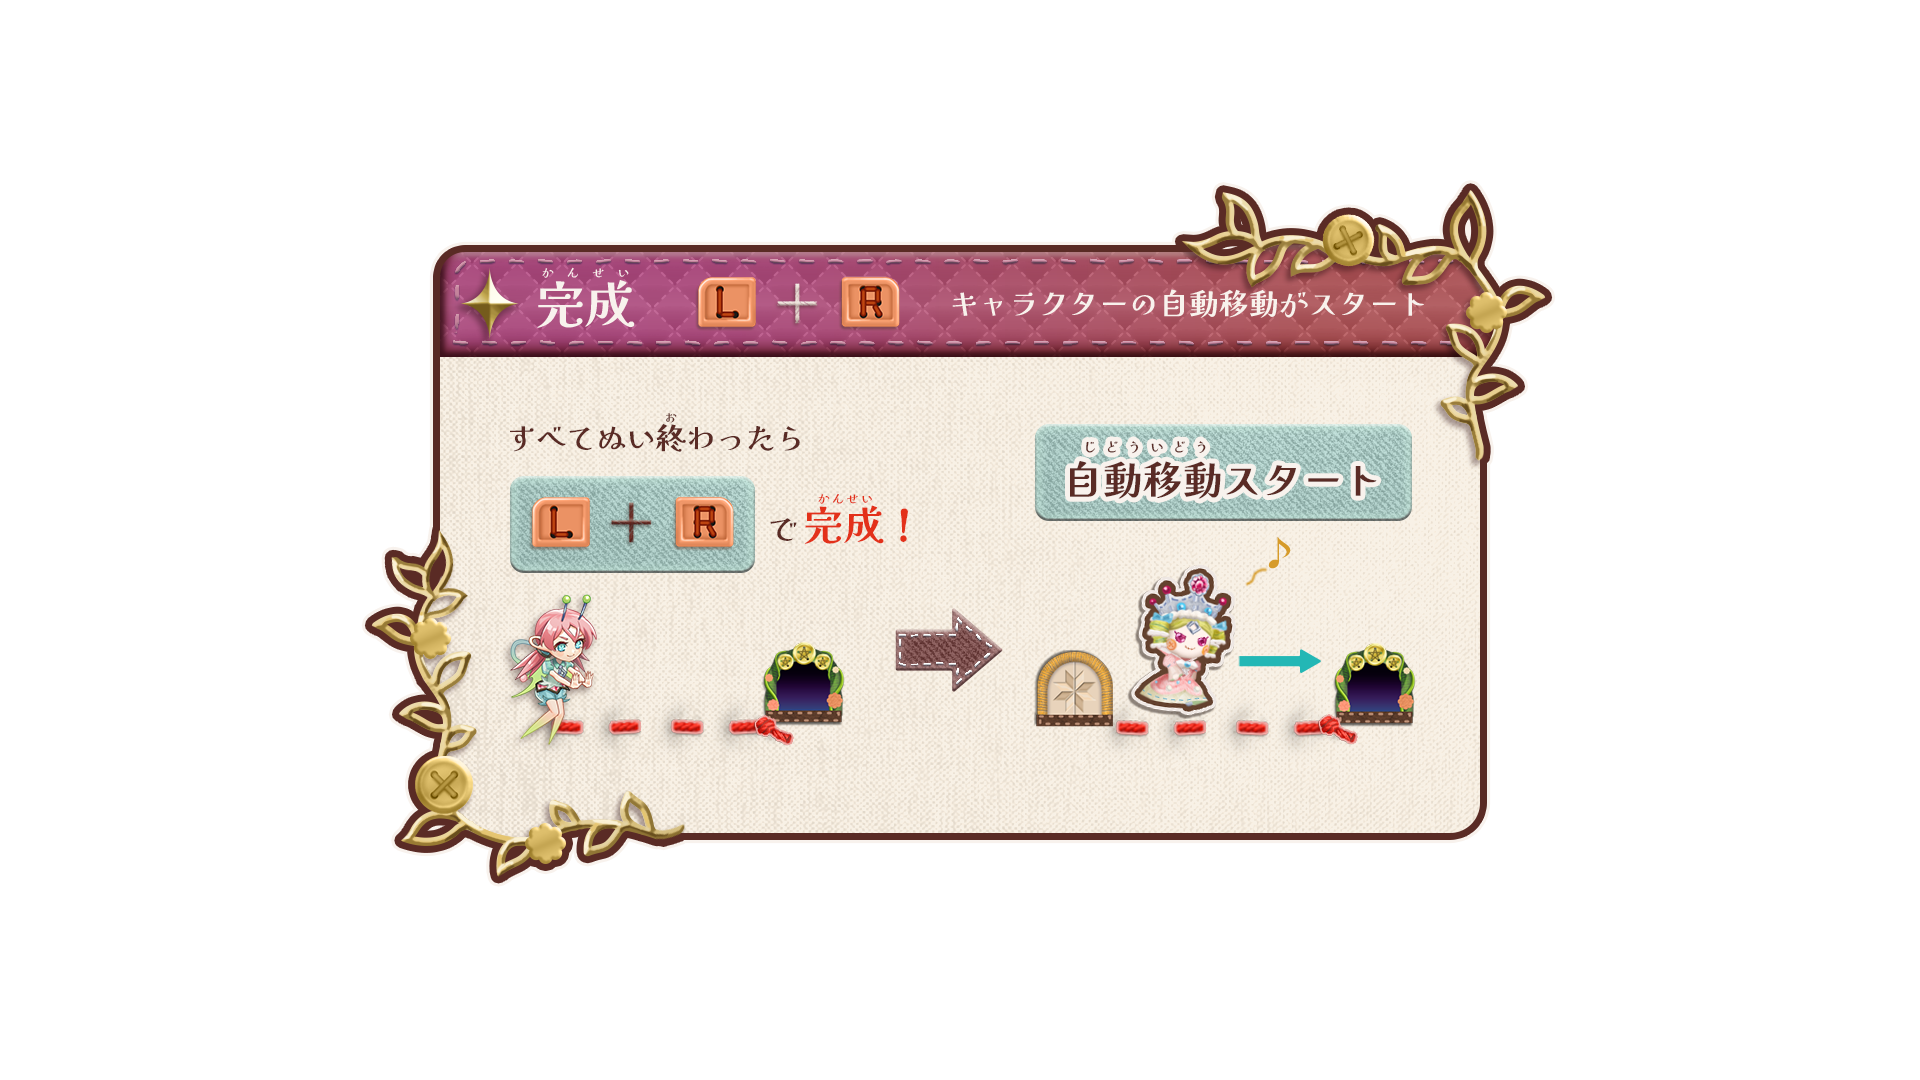 かんせい
完成 L + R キャラクターの自動移動がスタート
お
すべてぬい終わったら
じどういどう
自動移動スタート
かんせい
L + R で完成！